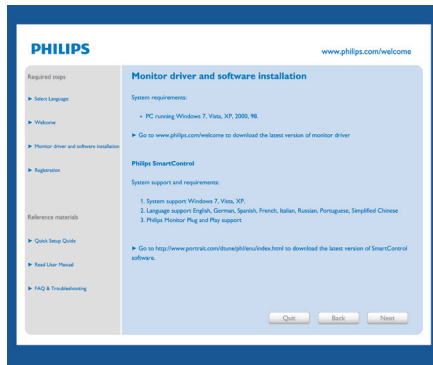 PHILIPS
www.philips.com/welcome
Required steps
► Select Language
► Welcome
► Monitor driver and software installation
► Registration
Reference materials
► Quick Setup Guide
► Read User Manual
► FAQ & Troubleshooting
Monitor driver and software installation
System requirements:
• PC running Windows 7, Vista, XP, 2000, 98.
► Go to www.philips.com/welcome to download the latest version of monitor driver
Philips SmartControl
System support and requirements:
1. System support Windows 7, Vista, XP.
2. Language support English, German, Spanish, French, Italian, Russian, Portuguese, Simplified Chinese
3. Philips Monitor Plug and Play support
► Go to http://www.portrait.com/dtune/phl/enu/index.html to download the latest version of SmartControl
software.
Quit
Back
Next